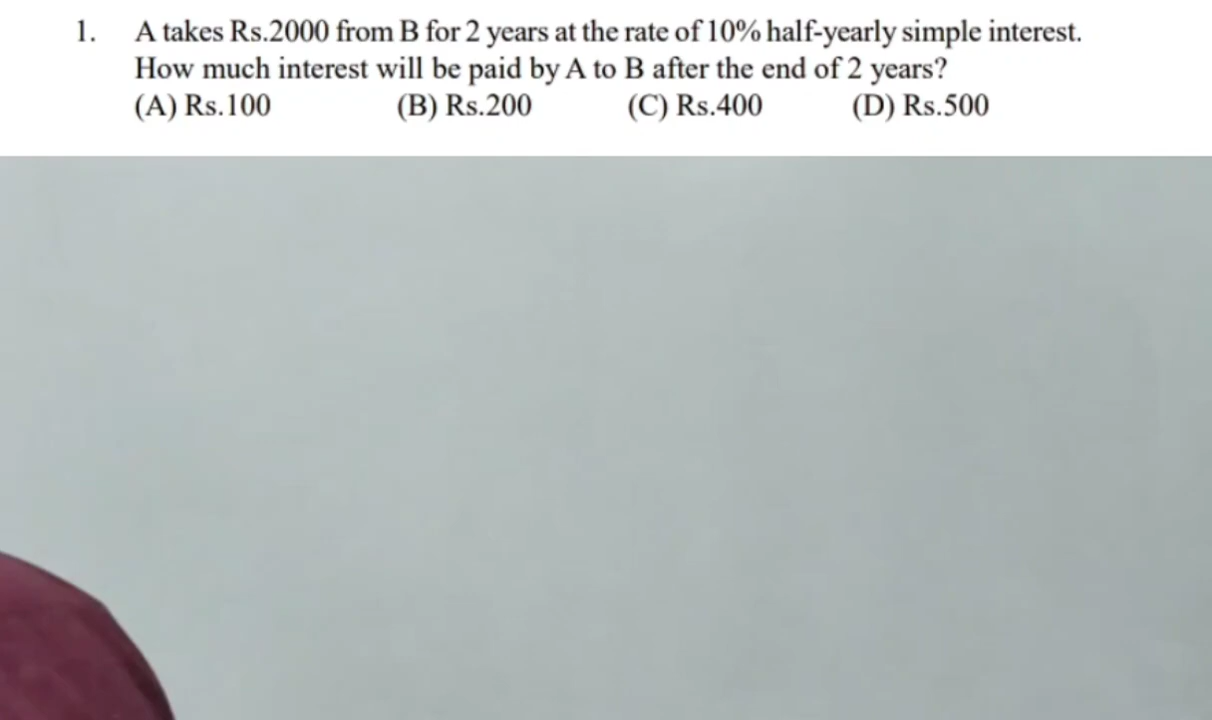 1. A takes Rs.2000 from B for 2 years at the rate of 10% half-yearly simple interest.
How much interest will be paid by A to B after the end of 2 years?
(A) Rs.100 (B) Rs.200 (C) Rs.400 (D) Rs.500